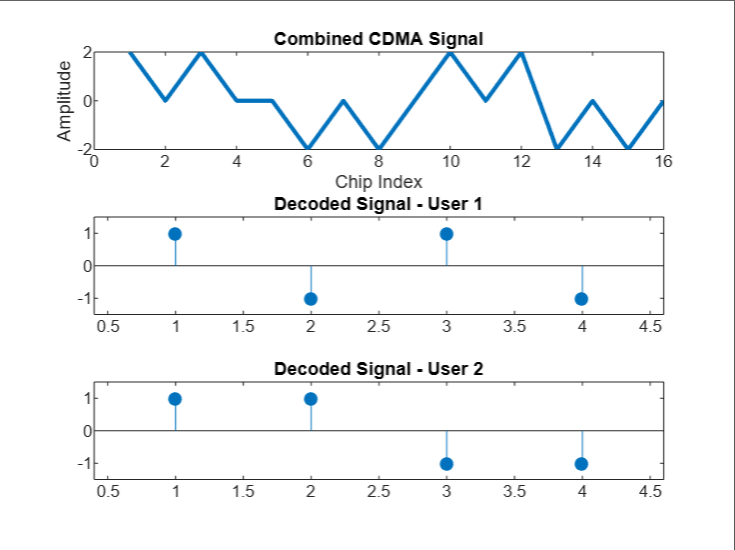 Combined CDMA Signal
2
0
-2
Amplitude
0 2 4 6 8 10 12 14 16
Chip Index
Decoded Signal - User 1
1
0
-1
0.5 1 1.5 2 2.5 3 3.5 4 4.5
Decoded Signal - User 2
1
0
-1
0.5 1 1.5 2 2.5 3 3.5 4 4.5